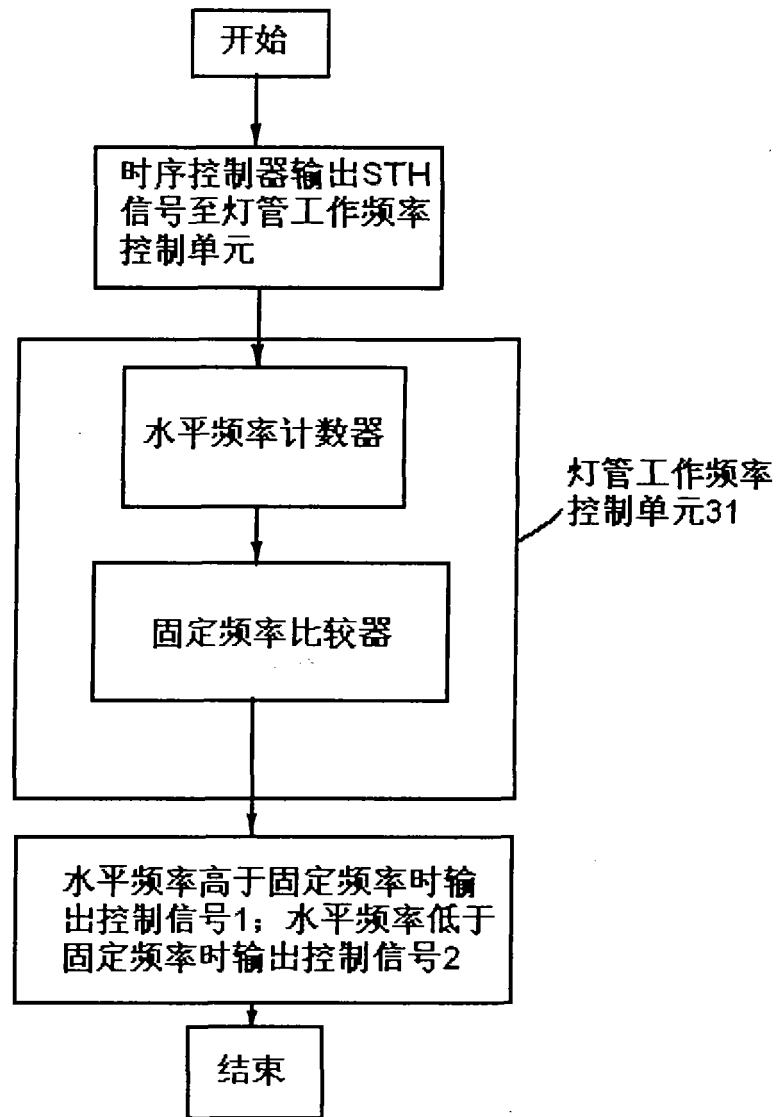 开始
时序控制器输出STH
信号至灯管工作频率
控制单元
水平频率计数器
灯管工作频率
控制单元31
固定频率比较器
水平频率高于固定频率时输
出控制信号1；水平频率低于
固定频率时输出控制信号2
结束